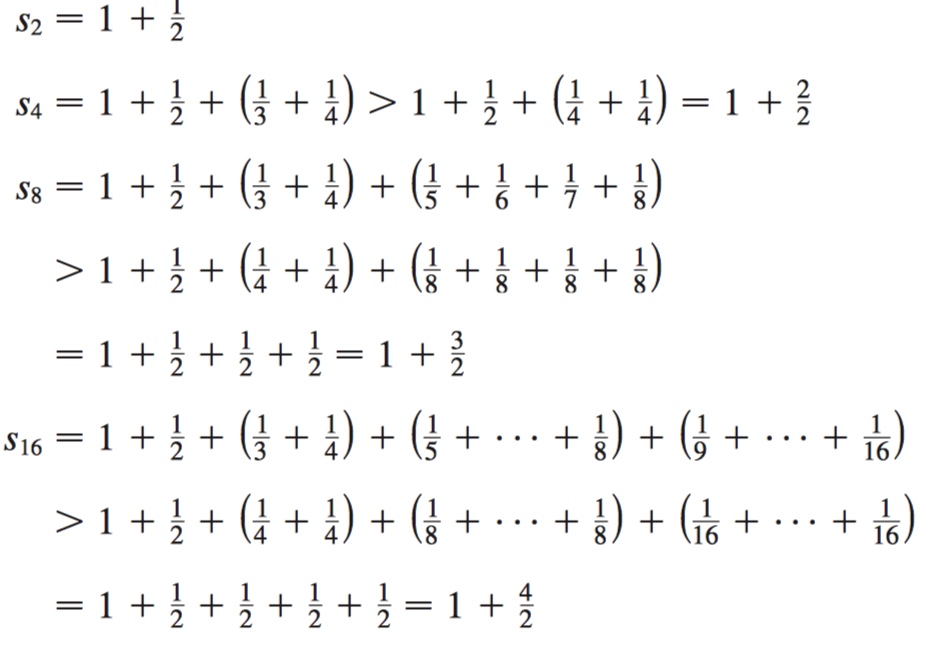 s₂ = 1 + 1/2
s₄ = 1 + 1/2 + (1/3 + 1/4) > 1 + 1/2 + (1/4 + 1/4) = 1 + 2/2
s₈ = 1 + 1/2 + (1/3 + 1/4) + (1/5 + 1/6 + 1/7 + 1/8)
> 1 + 1/2 + (1/4 + 1/4) + (1/8 + 1/8 + 1/8 + 1/8)
= 1 + 1/2 + 1/2 + 1/2 = 1 + 3/2
s₁₆ = 1 + 1/2 + (1/3 + 1/4) + (1/5 + ··· + 1/8) + (1/9 + ··· + 1/16)
> 1 + 1/2 + (1/4 + 1/4) + (1/8 + ··· + 1/8) + (1/16 + ··· + 1/16)
= 1 + 1/2 + 1/2 + 1/2 + 1/2 = 1 + 4/2